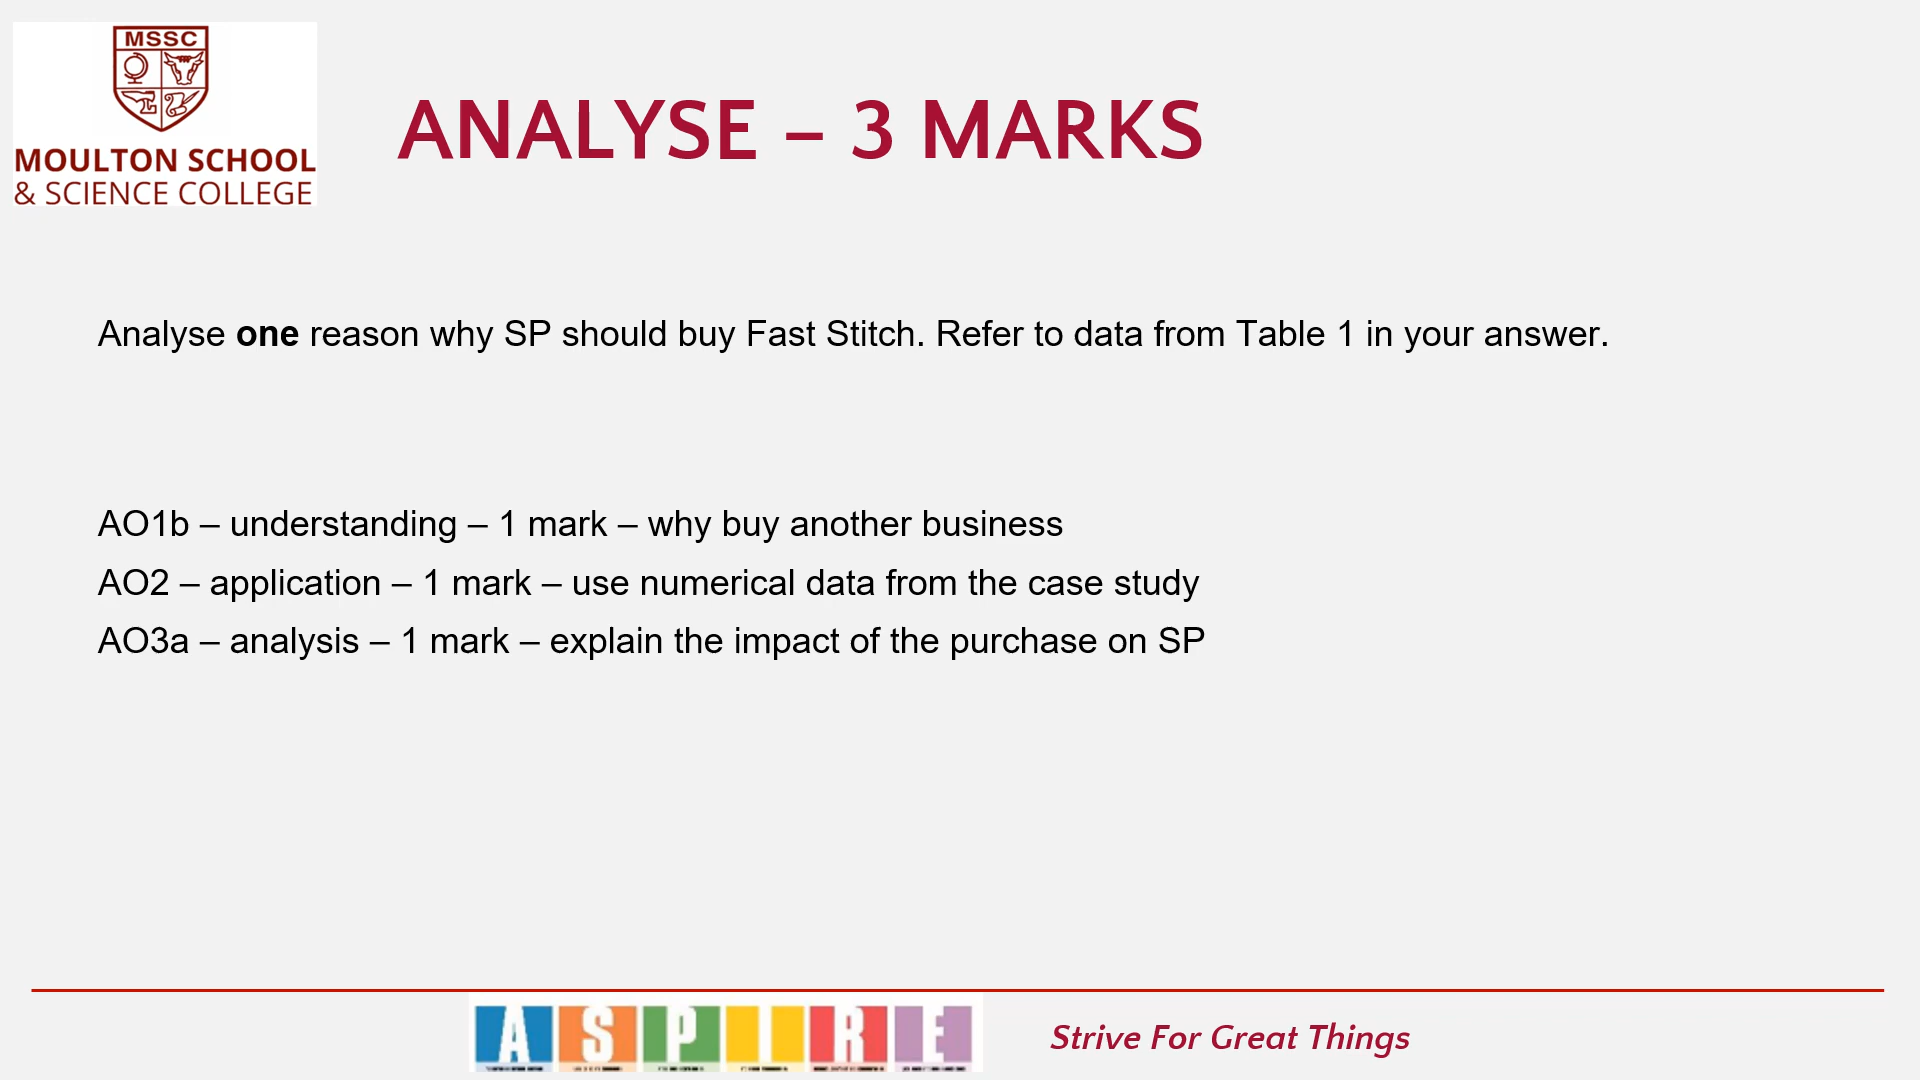 MSSC
MOULTON SCHOOL
& SCIENCE COLLEGE
ANALYSE – 3 MARKS
Analyse one reason why SP should buy Fast Stitch. Refer to data from Table 1 in your answer.
AO1b – understanding – 1 mark – why buy another business
AO2 – application – 1 mark – use numerical data from the case study
AO3a – analysis – 1 mark – explain the impact of the purchase on SP
ASPIRE
Strive For Great Things